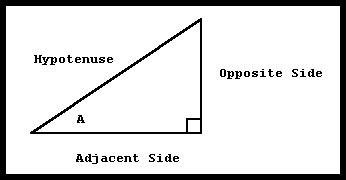 Hypotenuse
Opposite Side
A
Adjacent Side